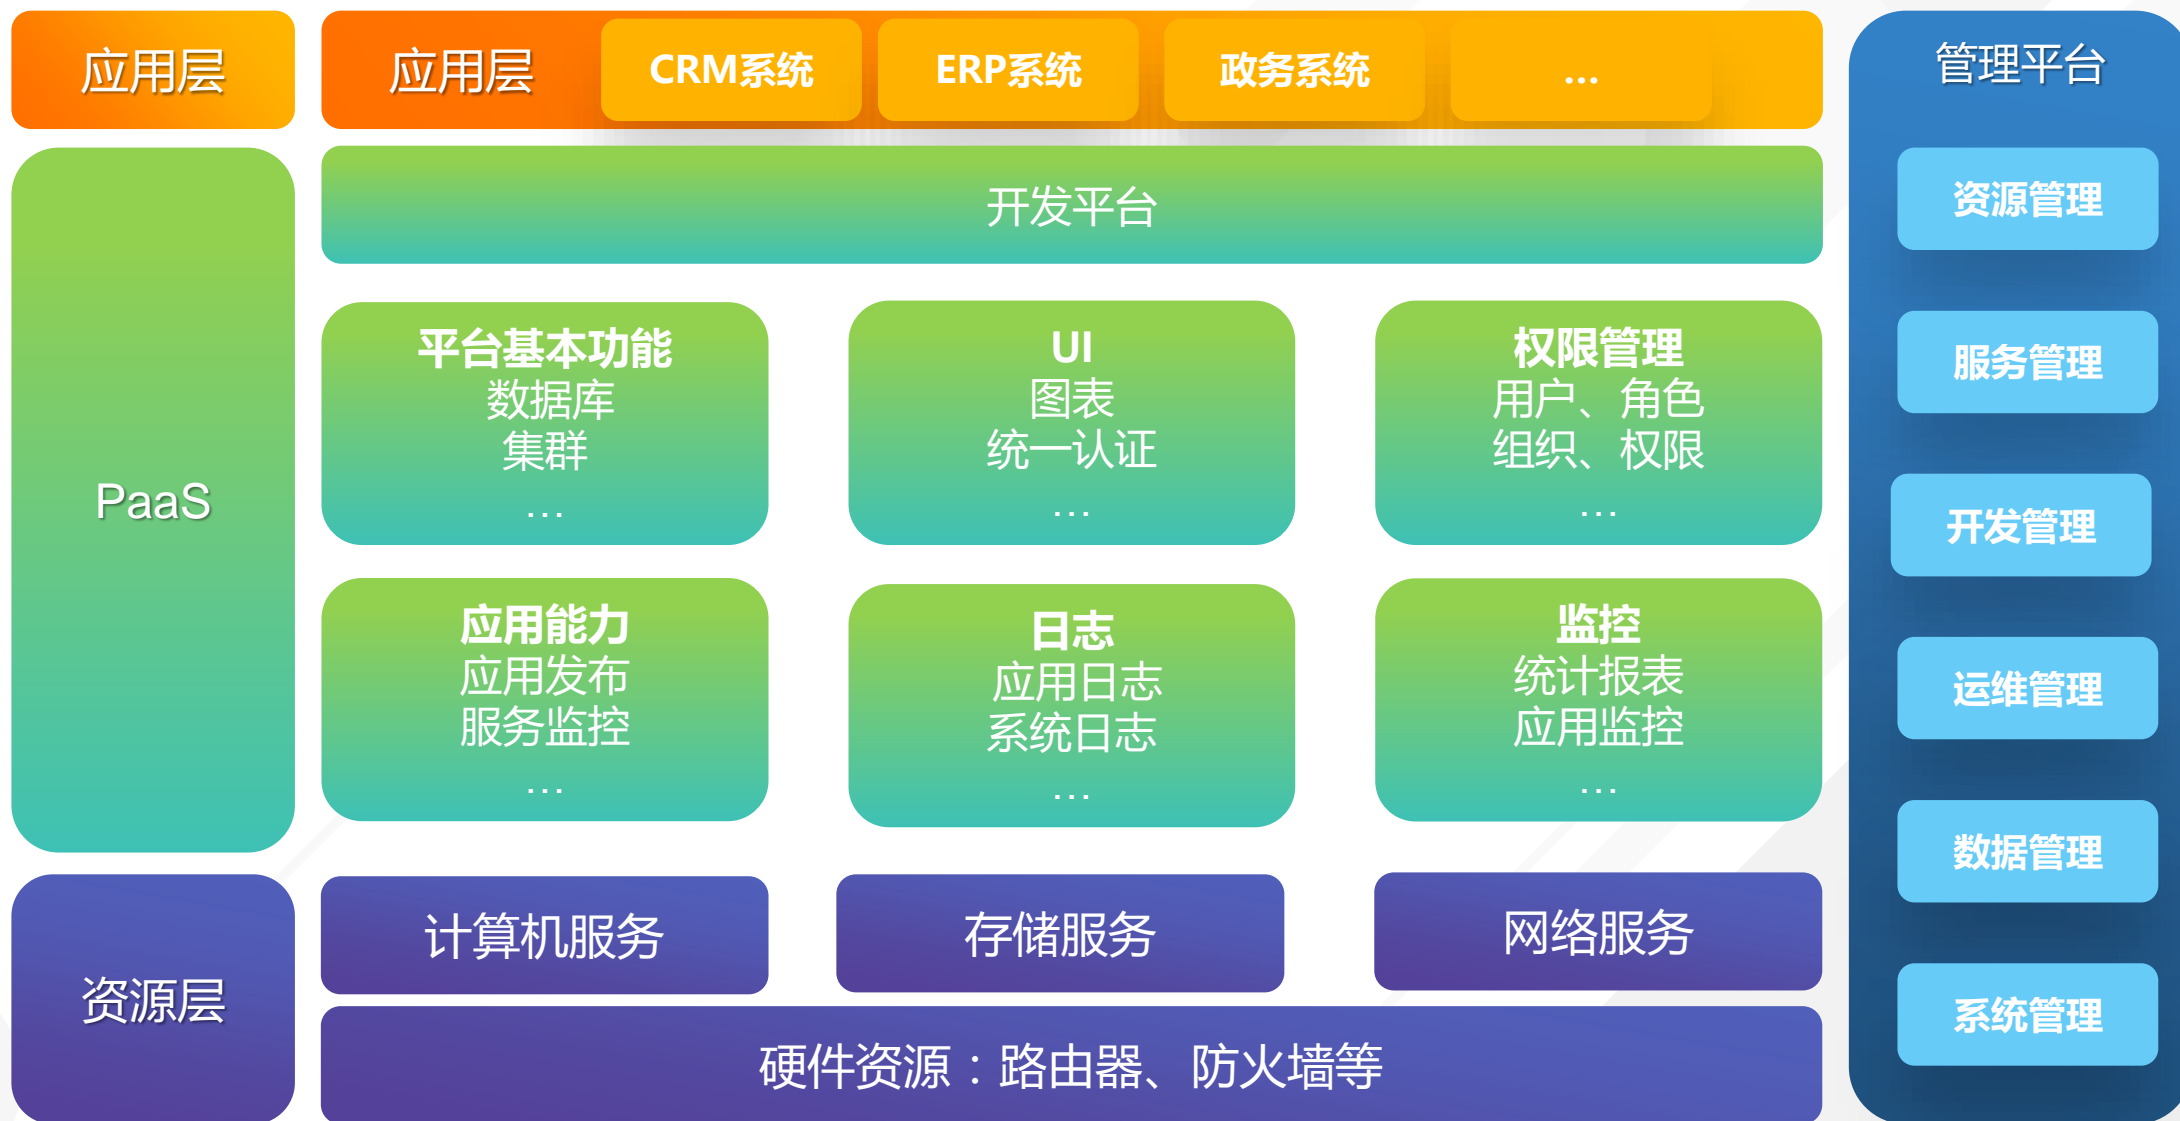 应用层
应用层
CRM系统
ERP系统
政务系统
...
管理平台
PaaS
开发平台
平台基本功能
数据库
集群
...
UI
图表
统一认证
...
权限管理
用户、角色
组织、权限
...
应用能力
应用发布
服务监控
...
日志
应用日志
系统日志
...
监控
统计报表
应用监控
...
资源层
计算机服务
存储服务
网络服务
硬件资源：路由器、防火墙等
资源管理
服务管理
开发管理
运维管理
数据管理
系统管理